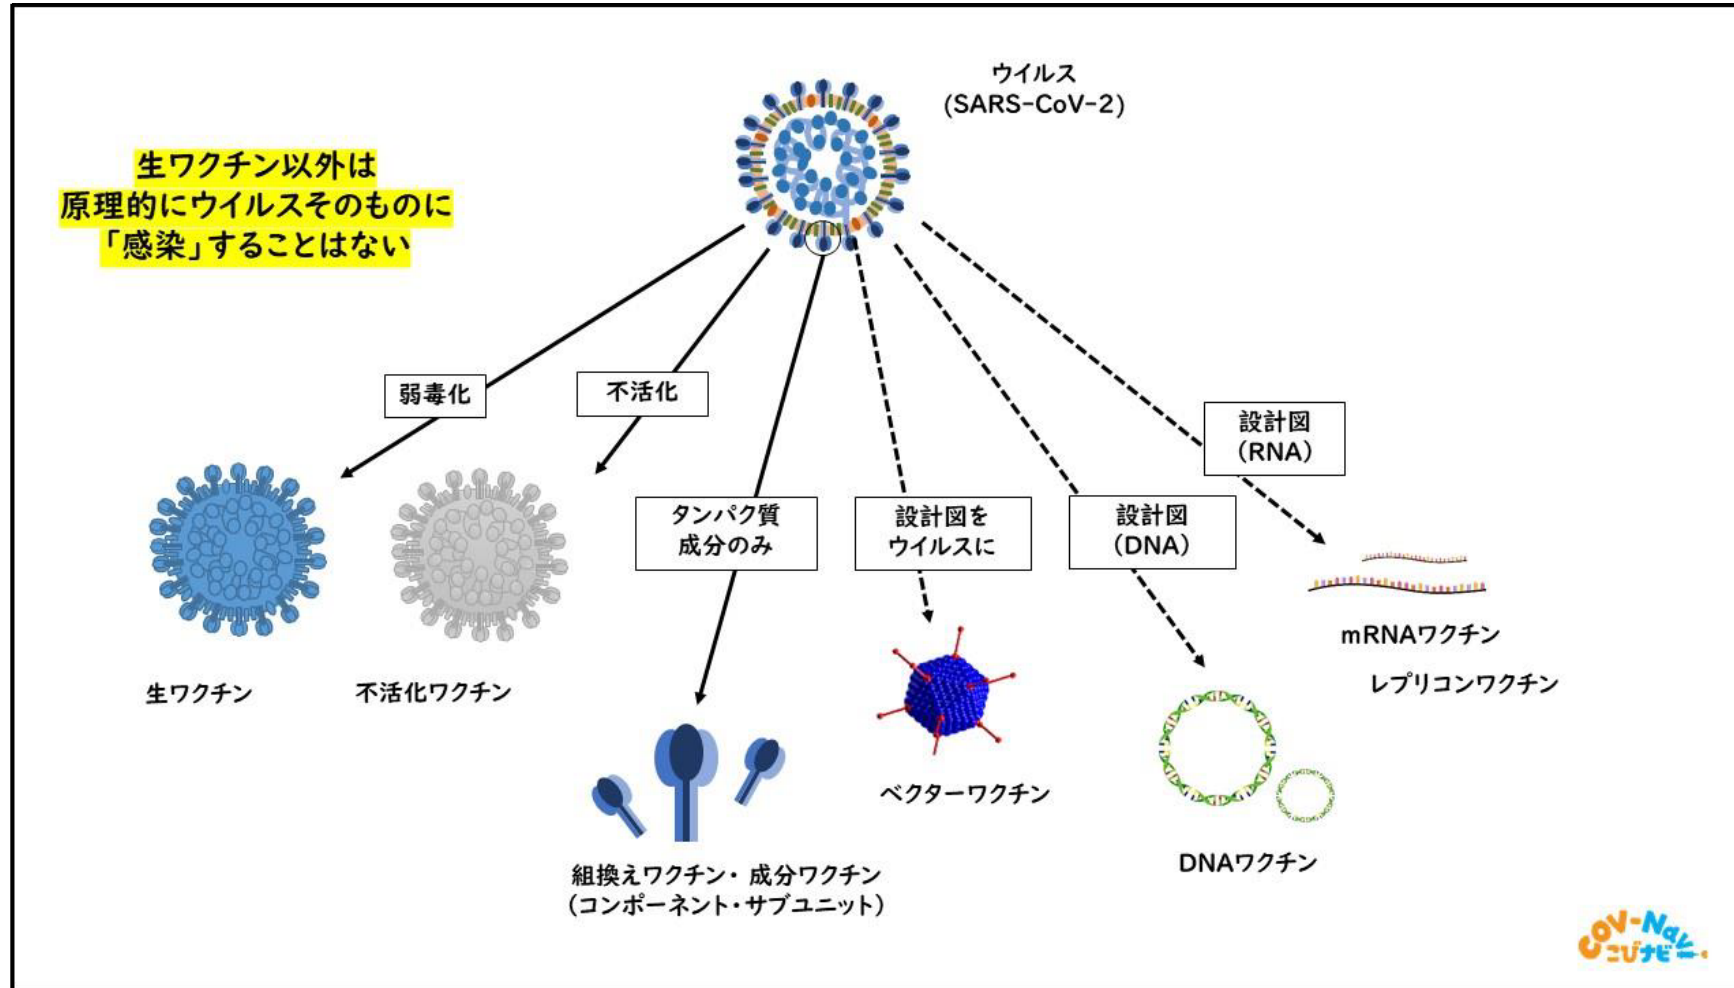 ウイルス
(SARS-CoV-2)
生ワクチン以外は
原理的にウイルスそのものに
「感染」することはない
弱毒化
不活化
設計図
(RNA)
タンパク質
成分のみ
設計図を
ウイルスに
設計図
(DNA)
mRNAワクチン
レプリコンワクチン
生ワクチン
不活化ワクチン
ベクターワクチン
DNAワクチン
組換えワクチン・成分ワクチン
(コンポーネント・サブユニット)
COV-Navi
こびナビ